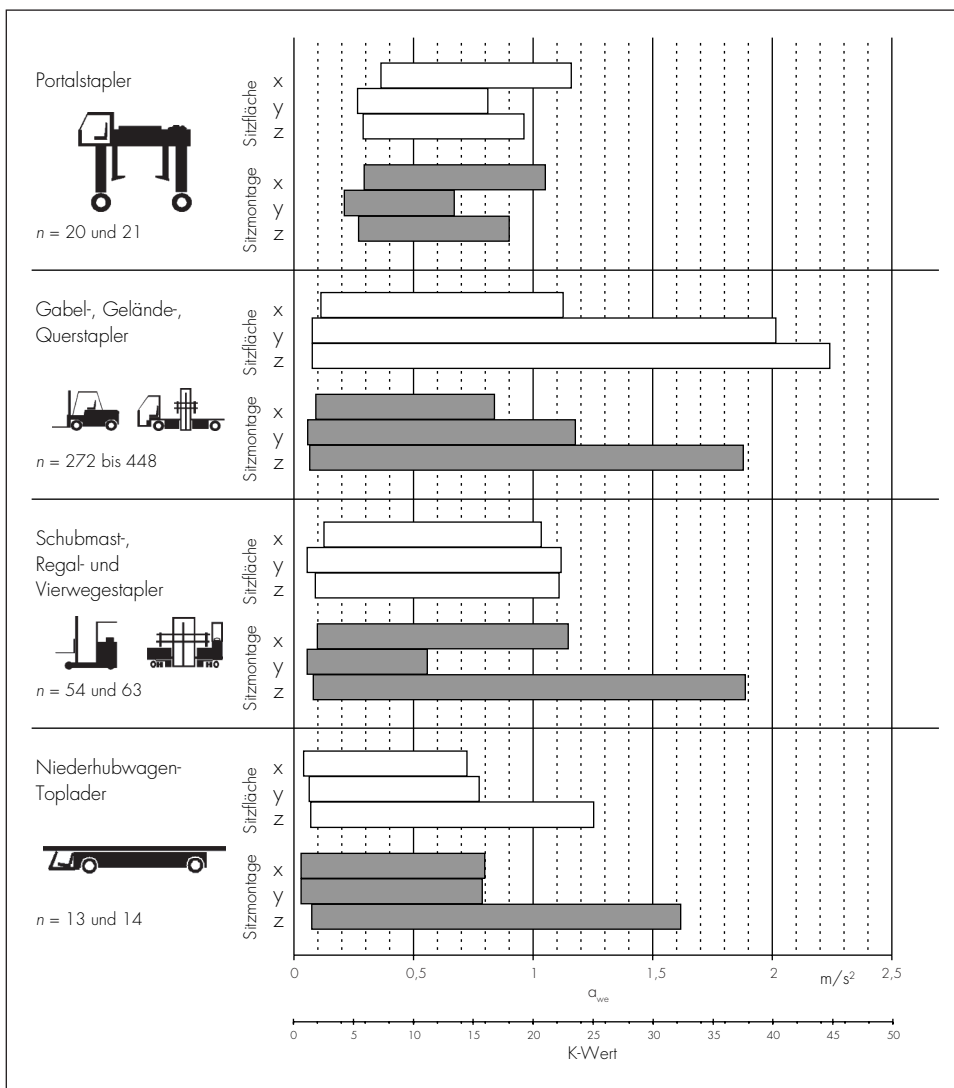 Portalstapler
n = 20 und 21
Sitzfläche
x
y
z
Sitzmontage
x
y
z
Gabel-, Gelände-,
Querstapler
n = 272 bis 448
Sitzfläche
x
y
z
Sitzmontage
x
y
z
Schubmast-,
Regal- und
Vierwegestapler
n = 54 und 63
Sitzfläche
x
y
z
Sitzmontage
x
y
z
Niederhubwagen-
Toplader
n = 13 und 14
Sitzfläche
x
y
z
Sitzmontage
x
y
z
0 0,5 1 1,5 2 m/s² 2,5
a_we
0 5 10 15 20 25 30 35 40 45 50
K-Wert